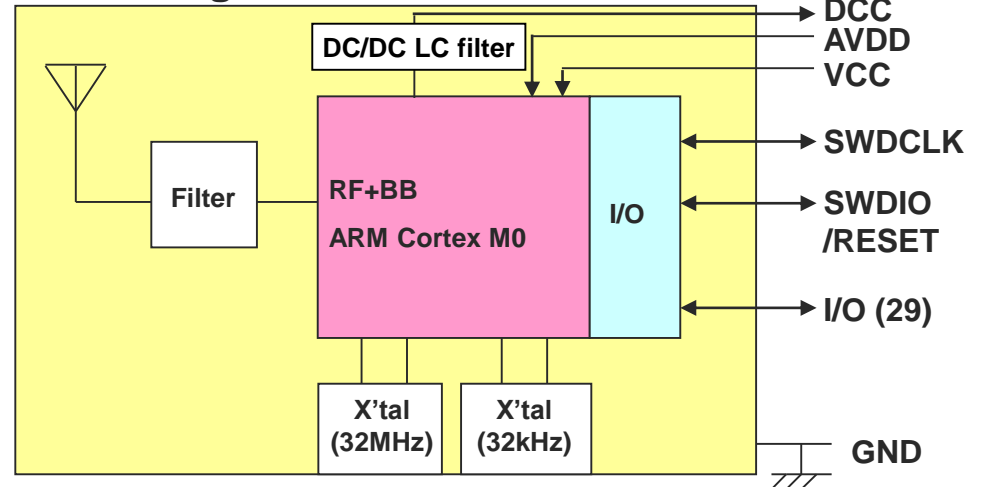 DCC
DC/DC LC filter
AVDD
VCC
SWDCLK
Filter
RF+BB
ARM Cortex M0
I/O
SWDIO
/RESET
I/O (29)
X'tal
(32MHz)
X'tal
(32kHz)
GND